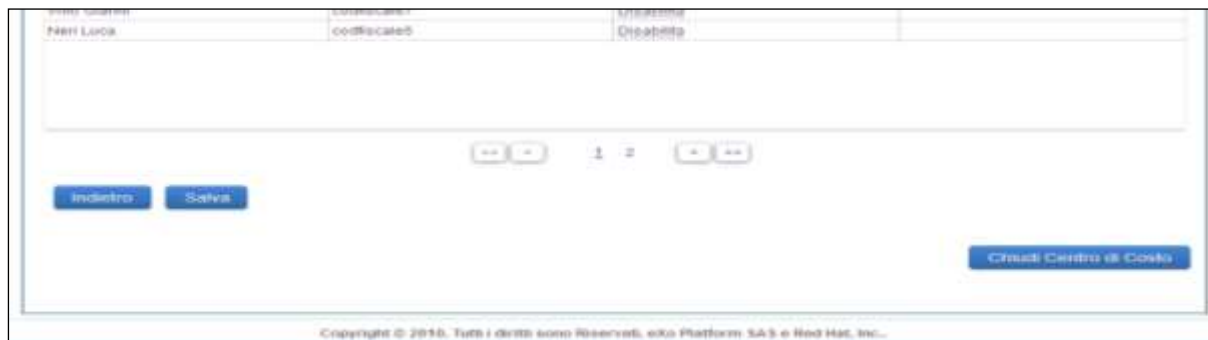 Neri Luca codfiscale5 Disabilita
1 2
Indietro Salva
Chiudi Centro di Costo
Copyright © 2010. Tutti i diritti sono Riservati, eXo Platform SAS e Red Hat, Inc..